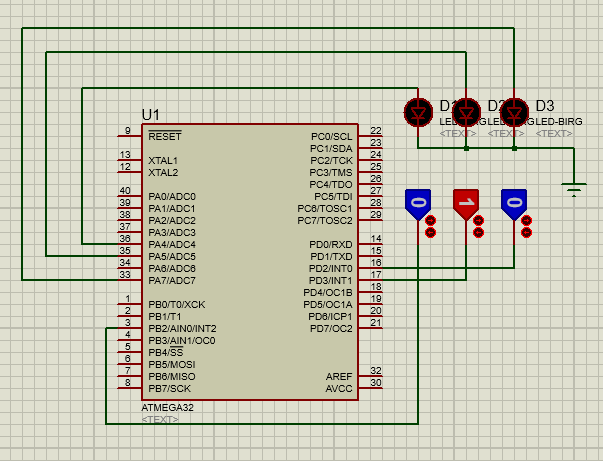 U1
9 RESET PC0/SCL 22
PC1/SDA 23
13 XTAL1 PC2/TCK 24
12 XTAL2 PC3/TMS 25
PC4/TDO 26
40 PA0/ADC0 PC5/TDI 27
39 PA1/ADC1 PC6/TOSC1 28
38 PA2/ADC2 PC7/TOSC2 29
37 PA3/ADC3
36 PA4/ADC4 PD0/RXD 14
35 PA5/ADC5 PD1/TXD 15
34 PA6/ADC6 PD2/INT0 16
33 PA7/ADC7 PD3/INT1 17
PD4/OC1B 18
1 PB0/T0/XCK PD5/OC1A 19
2 PB1/T1 PD6/ICP1 20
3 PB2/AIN0/INT2 PD7/OC2 21
4 PB3/AIN1/OC0
5 PB4/SS
6 PB5/MOSI
7 PB6/MISO AREF 32
8 PB7/SCK AVCC 30
ATMEGA32
<TEXT>
D1 D2 D3
LED-BIRG
<TEXT> <TEXT> <TEXT>
0 1 0